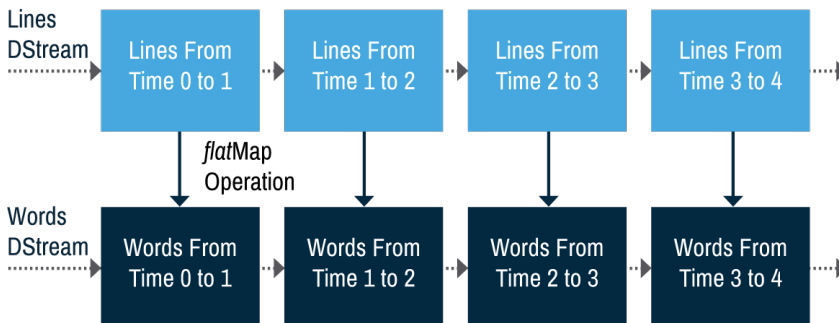 Lines
DStream
Lines From
Time 0 to 1
Lines From
Time 1 to 2
Lines From
Time 2 to 3
Lines From
Time 3 to 4
flatMap
Operation
Words
DStream
Words From
Time 0 to 1
Words From
Time 1 to 2
Words From
Time 2 to 3
Words From
Time 3 to 4